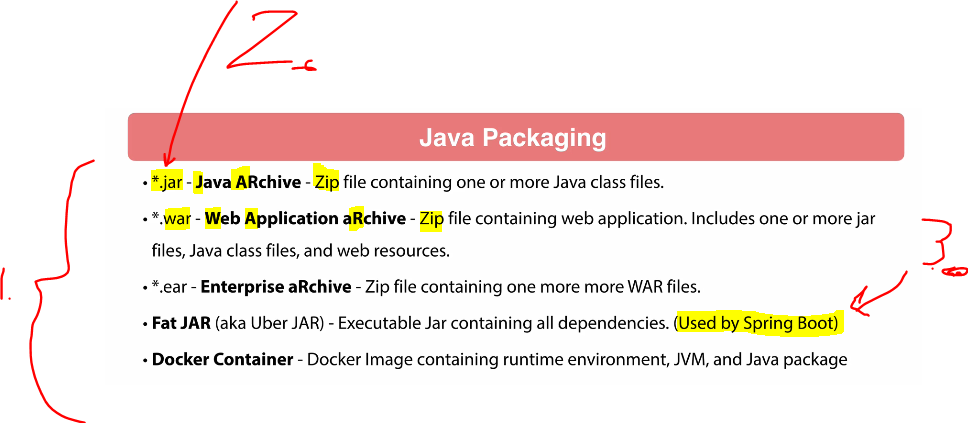 2.
Java Packaging
• *.jar - Java ARchive - Zip file containing one or more Java class files.
• *.war - Web Application aRchive - Zip file containing web application. Includes one or more jar
files, Java class files, and web resources.
3.
1.
• *.ear - Enterprise aRchive - Zip file containing one more more WAR files.
• Fat JAR (aka Uber JAR) - Executable Jar containing all dependencies. (Used by Spring Boot)
• Docker Container - Docker Image containing runtime environment, JVM, and Java package